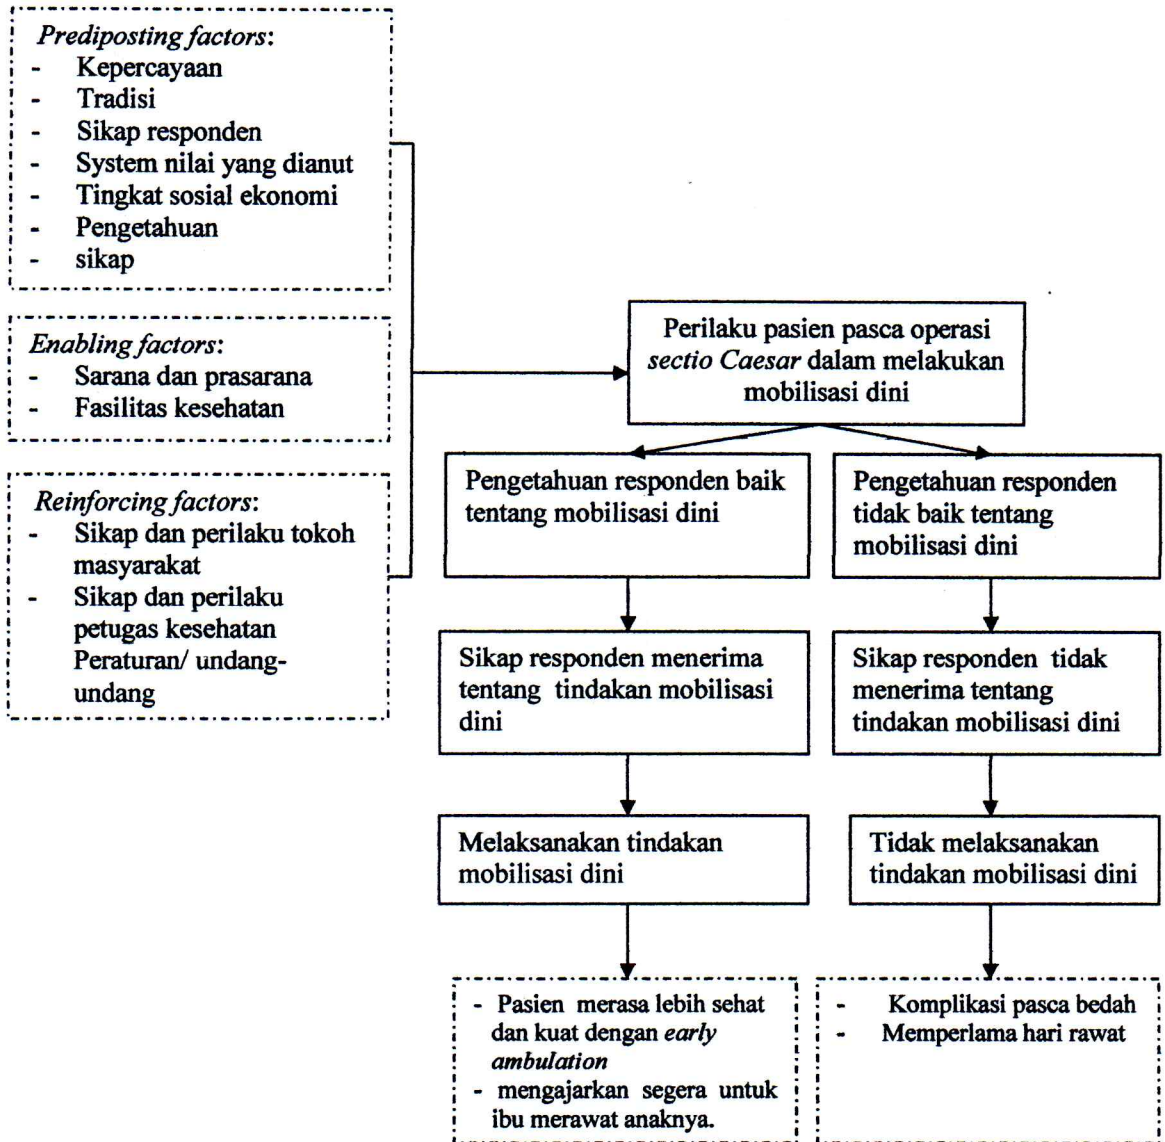 Prediposting factors:
- Kepercayaan
- Tradisi
- Sikap responden
- System nilai yang dianut
- Tingkat sosial ekonomi
- Pengetahuan
- sikap
Enabling factors:
- Sarana dan prasarana
- Fasilitas kesehatan
Reinforcing factors:
- Sikap dan perilaku tokoh
masyarakat
- Sikap dan perilaku
petugas kesehatan
Peraturan/ undang-
undang
Perilaku pasien pasca operasi
sectio Caesar dalam melakukan
mobilisasi dini
Pengetahuan responden baik
tentang mobilisasi dini
Pengetahuan responden
tidak baik tentang
mobilisasi dini
Sikap responden menerima
tentang tindakan mobilisasi
dini
Sikap responden tidak
menerima tentang
tindakan mobilisasi dini
Melaksanakan tindakan
mobilisasi dini
Tidak melaksanakan
tindakan mobilisasi dini
- Pasien merasa lebih sehat
dan kuat dengan early
ambulation
- mengajarkan segera untuk
ibu merawat anaknya.
- Komplikasi pasca bedah
- Memperlama hari rawat